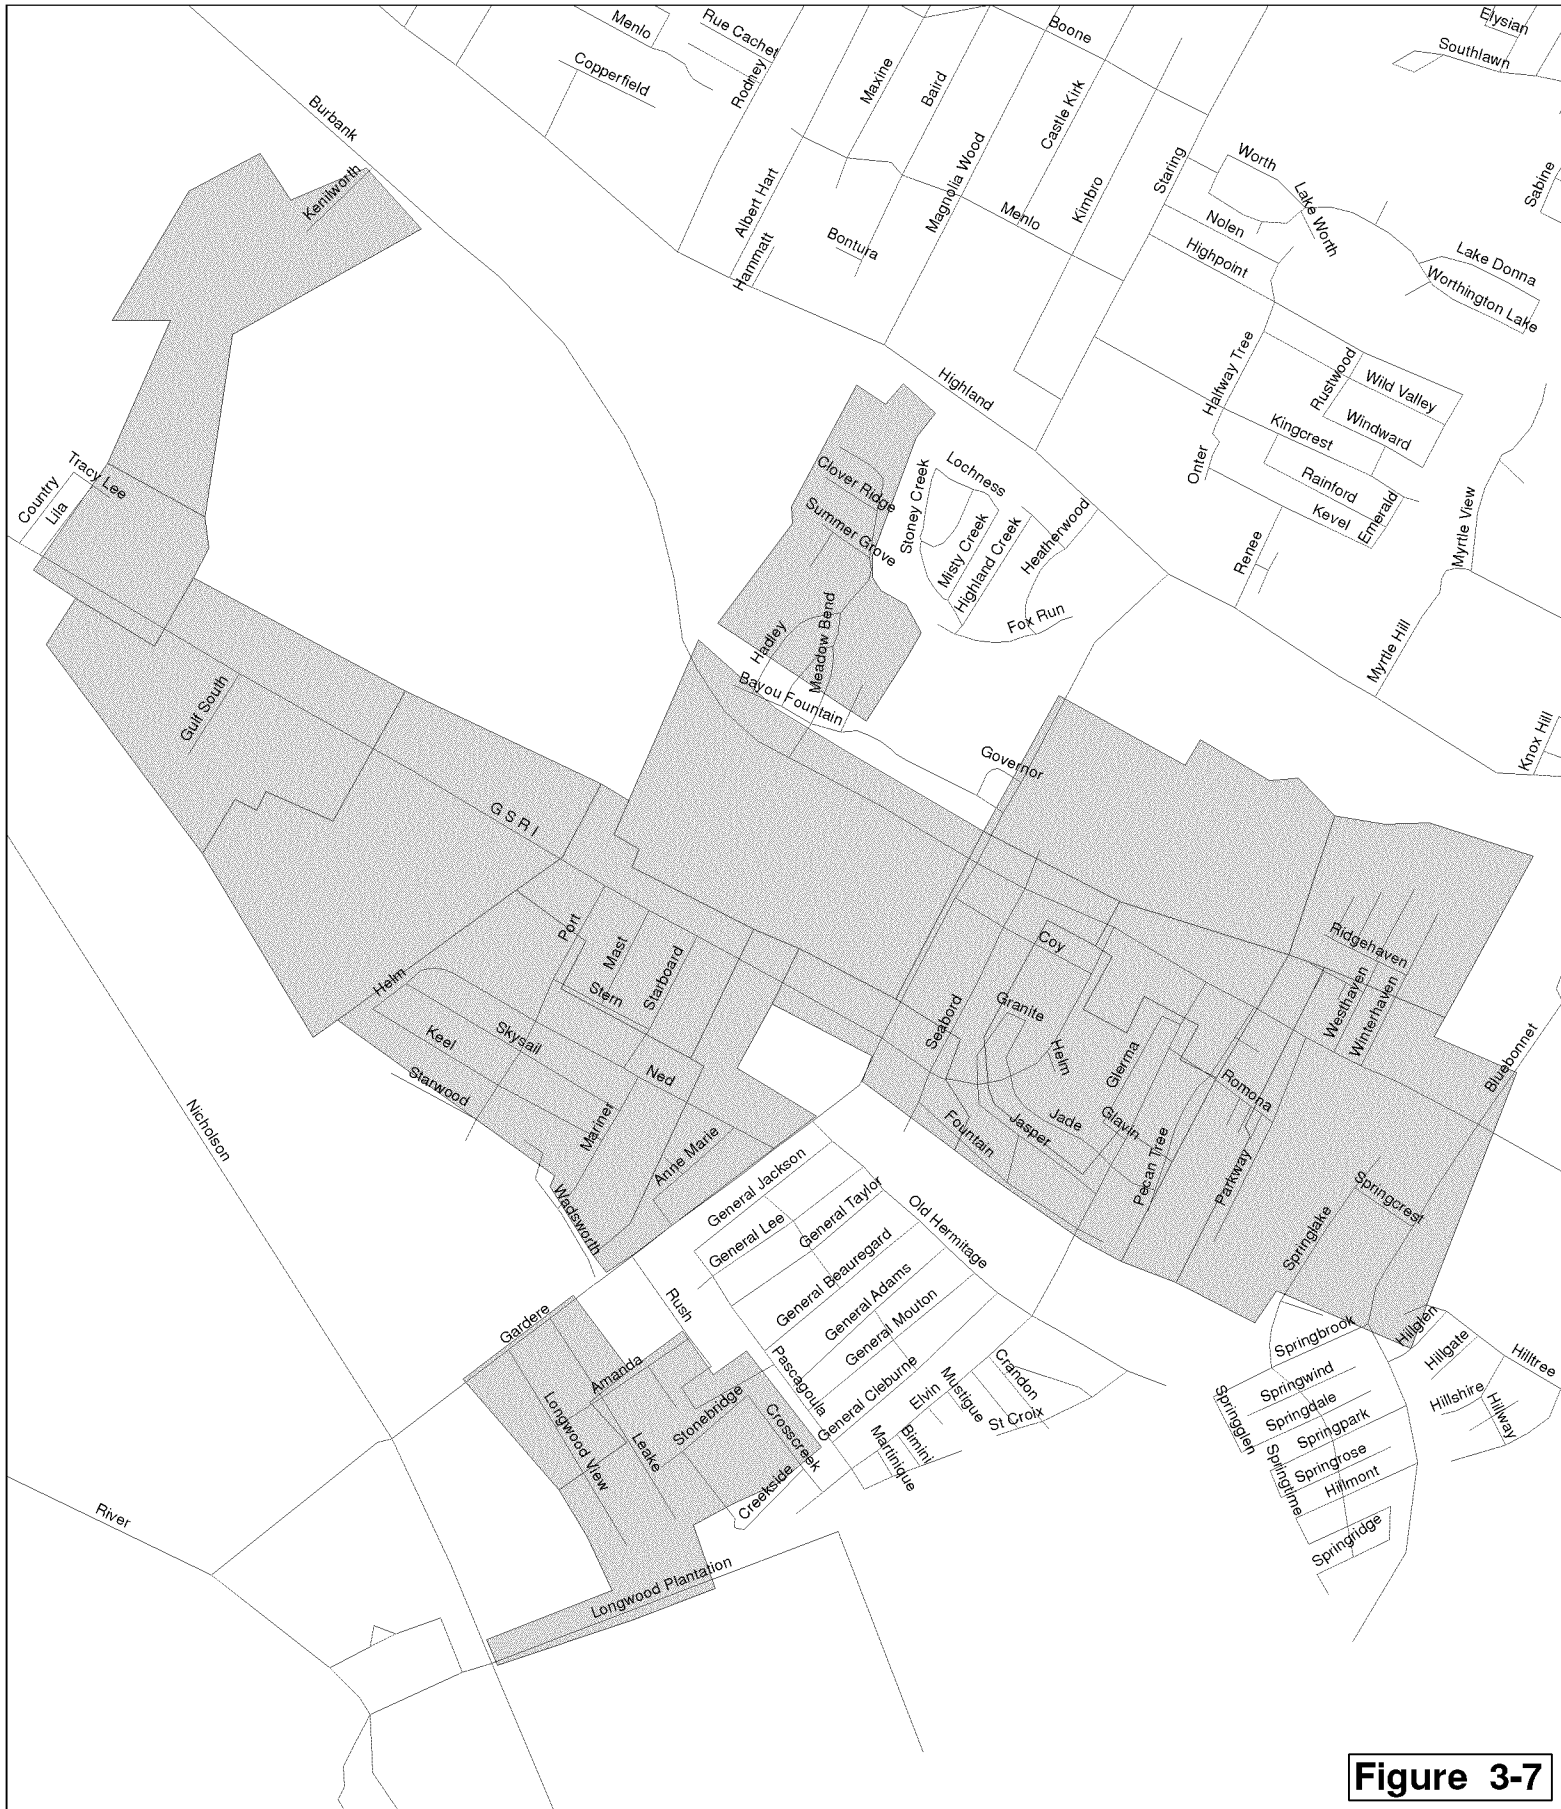 Menlo
Rue Cachet
Boone
Elysian
Southlawn
Copperfield
Rodney
Maxine
Baird
Castle Kirk
Burbank
Magnolia Wood
Staring
Worth
Sabine
Kenilworth
Albert Hart
Kimbro
Lake Worth
Menlo
Nolen
Bontura
Hammatt
Highpoint
Lake Donna
Worthington Lake
Highland
Halfway Tree
Rustwood
Wild Valley
Windward
Kingcrest
Country
Tracy Lee
Lila
Clover Ridge
Summer Grove
Stoney Creek
Lochness
Onter
Rainford
Kevel
Emerald
Misty Creek
Highland Creek
Heatherwood
Renee
Myrtle View
Fox Run
Hadley
Meadow Bend
Myrtle Hill
Bayou Fountain
Gulf South
Knox Hill
Governor
G S R I
Port
Mast
Starboard
Stern
Coy
Ridgehaven
Helm
Granite
Westhaven
Winterhaven
Seabord
Skysail
Keel
Helm
Glerma
Bluebonnet
Ned
Starwood
Romona
Nicholson
Mariner
Fountain
Jasper
Jade
Glavin
Anne Marie
Pecan Tree
Parkway
General Jackson
Springcrest
Wadsworth
General Lee
General Taylor
Old Hermitage
Springlake
General Beauregard
General Adams
Rush
Gardere
General Mouton
Springbrook
Hillglen
Hillgate
Hilltree
Amanda
Pascagoula
Crandon
Longwood View
Stonebridge
General Cleburne
Elvin
Mustique
St Croix
Springwind
Springdale
Springglen
Springpark
Hillshire
Hillway
Leake
Crosscreek
Martinique
Bimini
Springrose
Springtime
Hillmont
Creekside
River
Springridge
Longwood Plantation
Figure 3-7